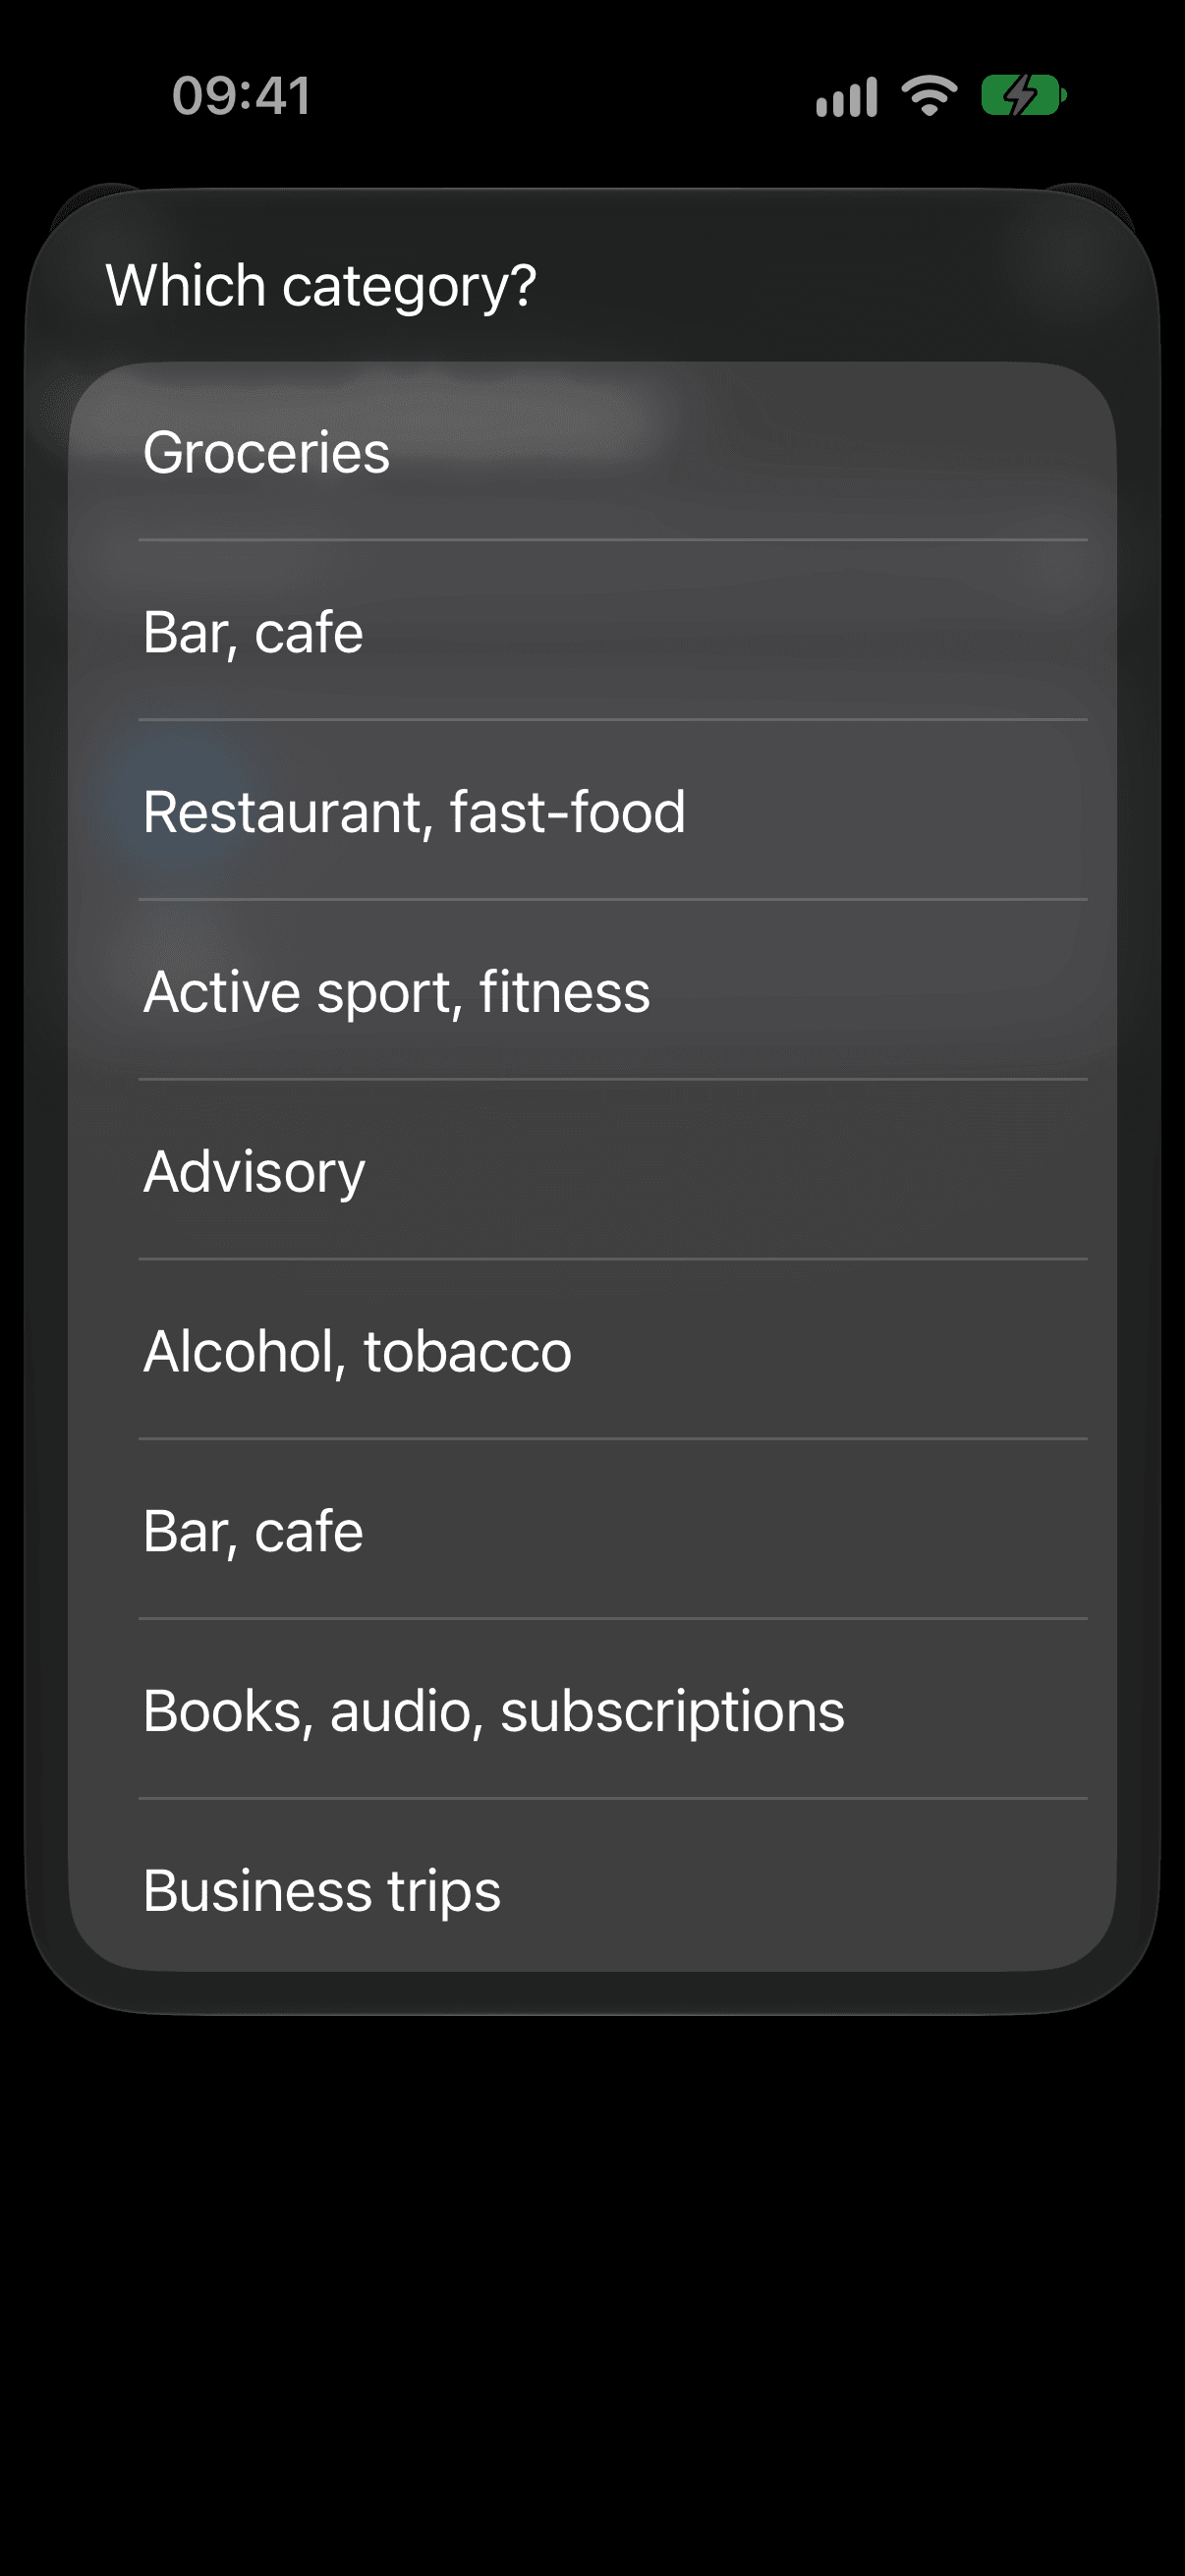 09:41
Which category?
Groceries
Bar, cafe
Restaurant, fast-food
Active sport, fitness
Advisory
Alcohol, tobacco
Bar, cafe
Books, audio, subscriptions
Business trips